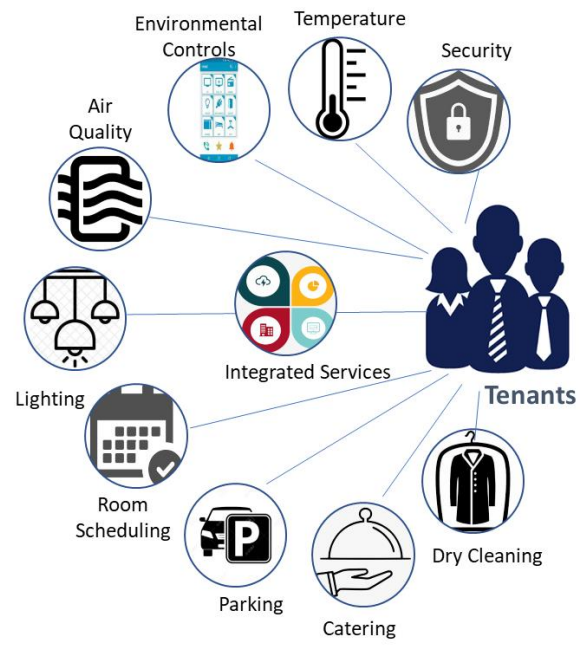 Environmental
Controls
Temperature
Security
Air
Quality
Integrated Services
Lighting
Tenants
Room
Scheduling
P
Dry Cleaning
Parking
Catering